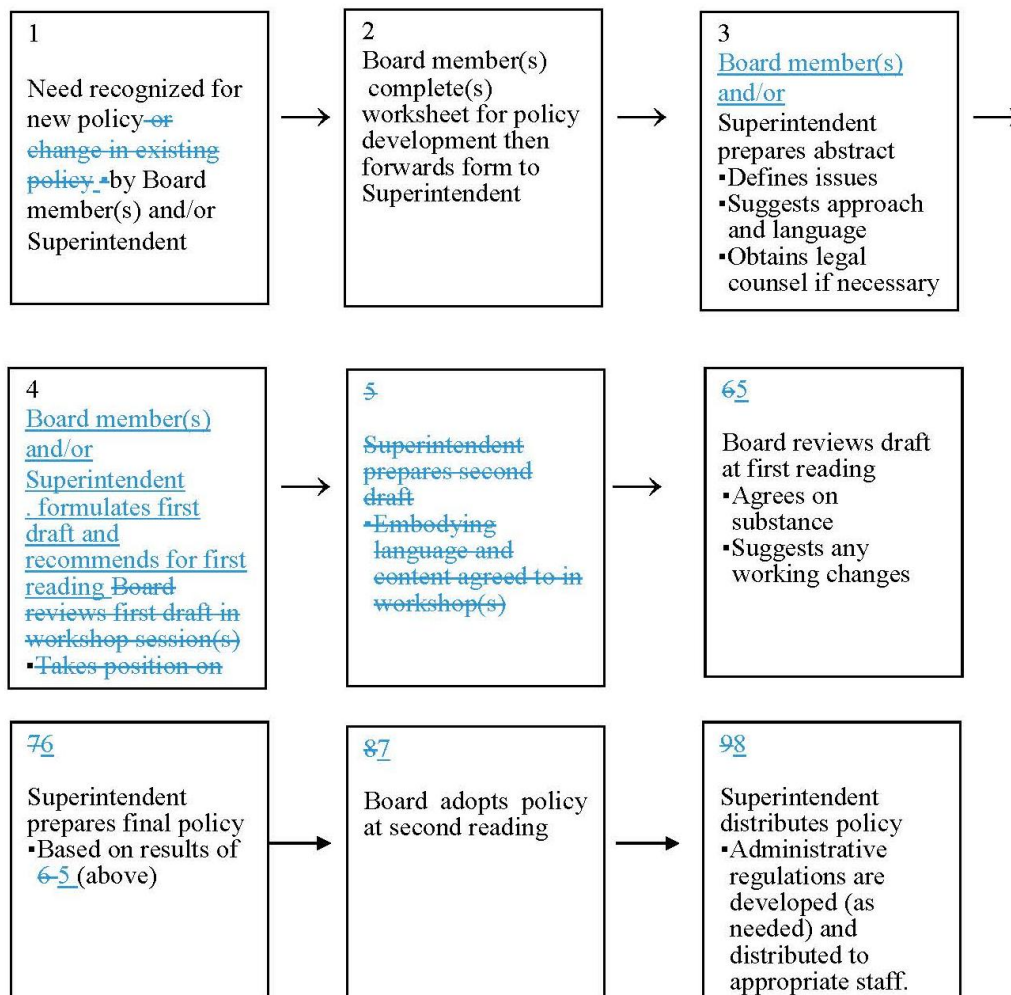 1
Need recognized for
new policy or
change in existing
policy ▪by Board
member(s) and/or
Superintendent
2
Board member(s)
complete(s)
worksheet for policy
development then
forwards form to
Superintendent
3
Board member(s)
and/or
Superintendent
prepares abstract
▪Defines issues
▪Suggests approach
and language
▪Obtains legal
counsel if necessary
4
Board member(s)
and/or
Superintendent
. formulates first
draft and
recommends for first
reading Board
reviews first draft in
workshop session(s)
▪Takes position on
5
Superintendent
prepares second
draft
▪Embodying
language and
content agreed to in
workshop(s)
65
Board reviews draft
at first reading
▪Agrees on
substance
▪Suggests any
working changes
76
Superintendent
prepares final policy
▪Based on results of
6 5 (above)
87
Board adopts policy
at second reading
98
Superintendent
distributes policy
▪Administrative
regulations are
developed (as
needed) and
distributed to
appropriate staff.